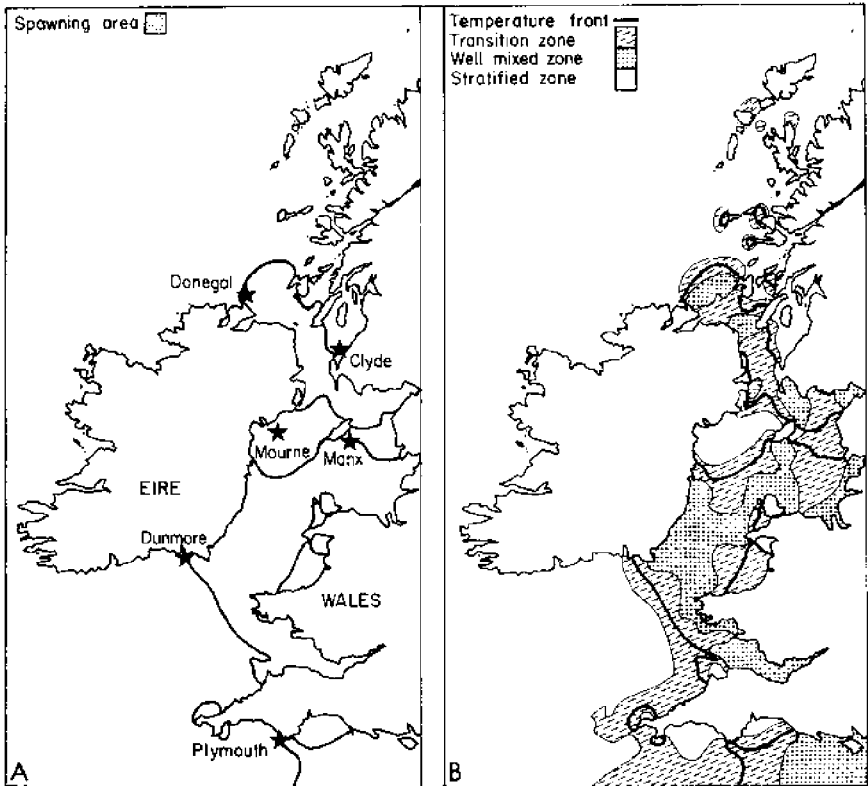 Spawning area
Donegal
Clyde
Mourne
Manx
EIRE
Dunmore
WALES
Plymouth
A
Temperature front
Transition zone
Well mixed zone
Stratified zone
B